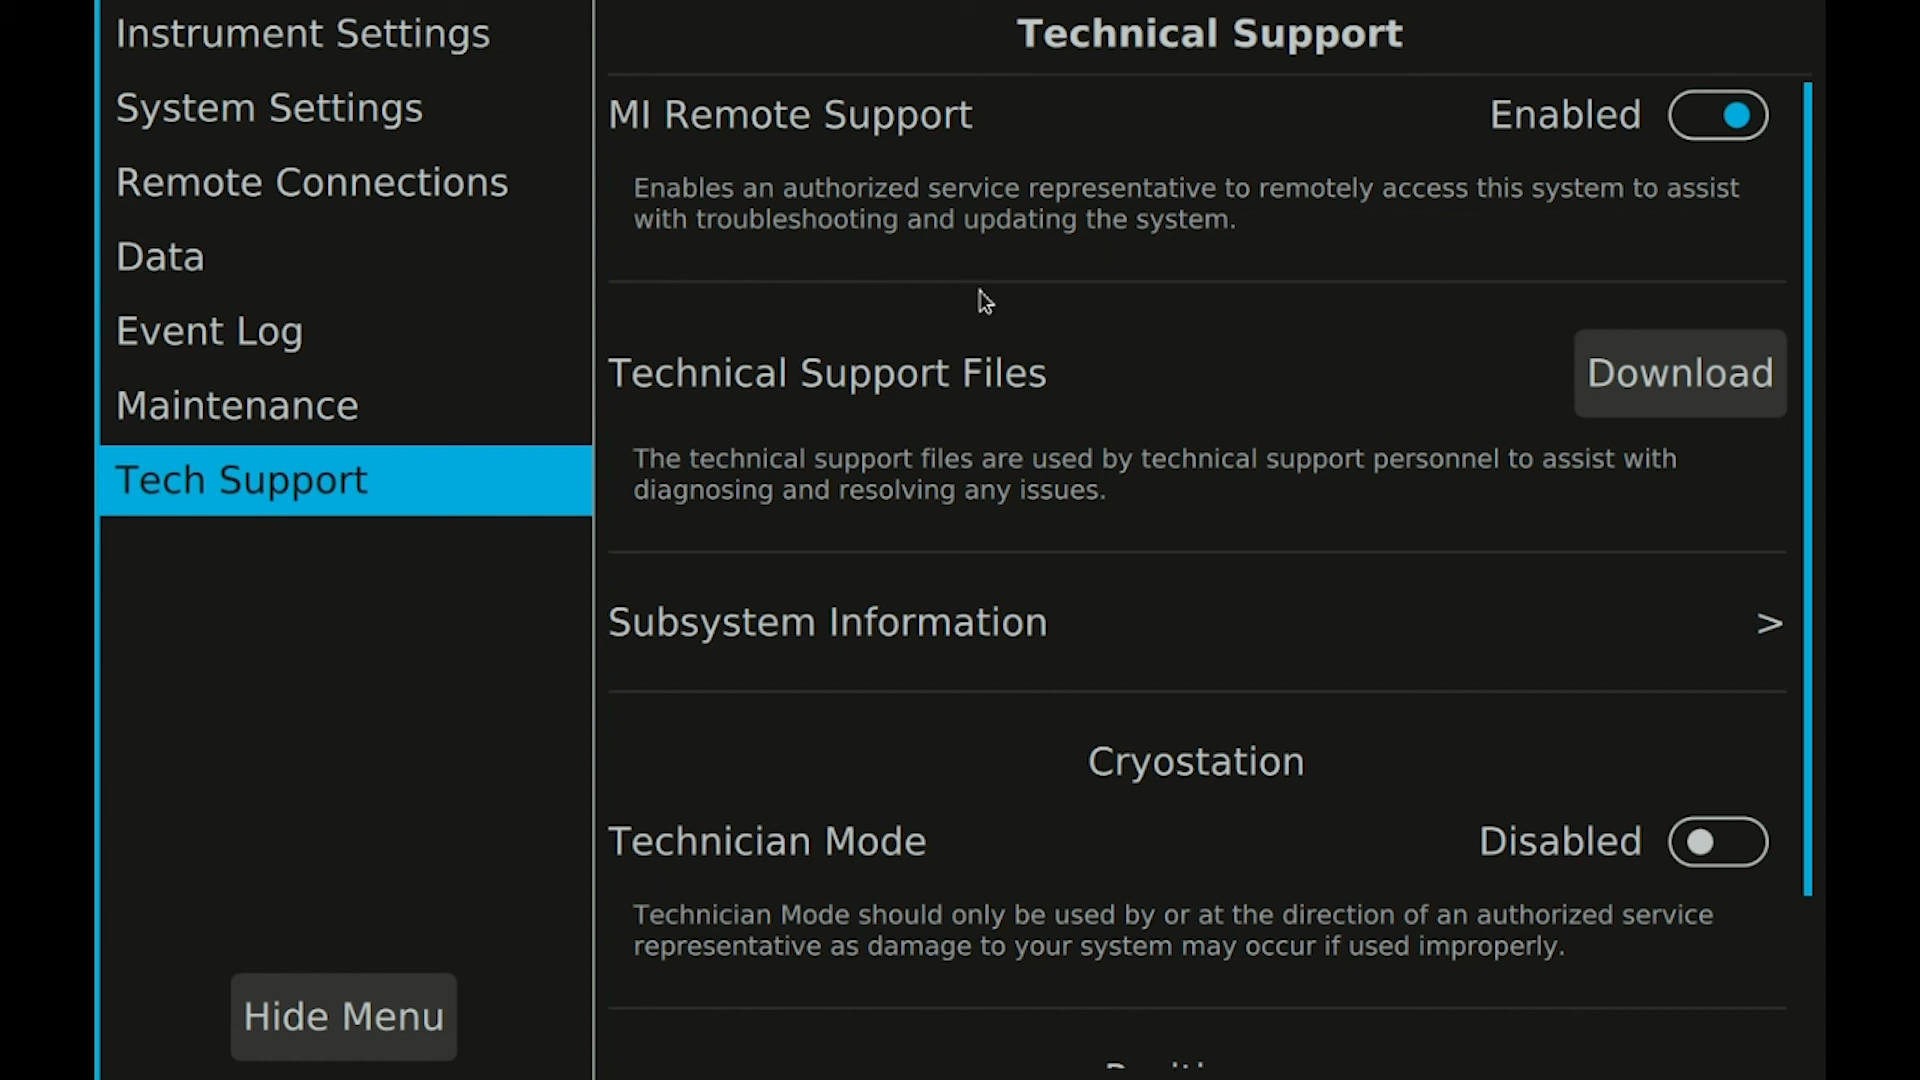 Instrument Settings
System Settings
Remote Connections
Data
Event Log
Maintenance
Tech Support
Hide Menu
Technical Support
MI Remote Support
Enabled
Enables an authorized service representative to remotely access this system to assist
with troubleshooting and updating the system.
Technical Support Files
Download
The technical support files are used by technical support personnel to assist with
diagnosing and resolving any issues.
Subsystem Information
>
Cryostation
Technician Mode
Disabled
Technician Mode should only be used by or at the direction of an authorized service
representative as damage to your system may occur if used improperly.